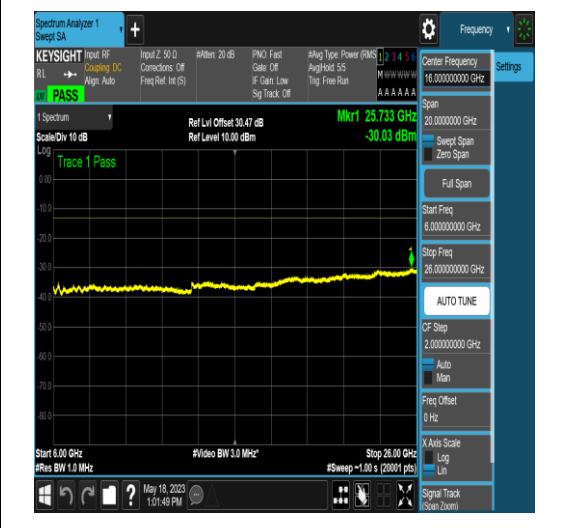 Spectrum Analyzer 1
Swept SA
+
Frequency
KEYSIGHT
RL
PASS
Input: RF
Coupling: DC
Align: Auto
Input Z: 50 Ω
Corrections: Off
Freq Ref: Int (S)
#Atten: 20 dB
PNO: Fast
Gate: Off
IF Gain: Low
Sig Track: Off
#Avg Type: Power (RMS
Avg|Hold: 5/5
Trig: Free Run
1 2 3 4 5 6
M W W W W W
A A A A A A
1 Spectrum
Scale/Div 10 dB
Ref Lvl Offset 30.47 dB
Ref Level 10.00 dBm
Mkr1 25.733 GHz
-30.03 dBm
Log
Trace 1 Pass
0.00
-10.0
-20.0
-30.0
-40.0
-50.0
-60.0
-70.0
-80.0
1
Start 6.00 GHz
#Res BW 1.0 MHz
#Video BW 3.0 MHz*
Stop 26.00 GHz
#Sweep ~1.00 s (20001 pts)
May 18, 2023
1:01:49 PM
?
Center Frequency
16.000000000 GHz
Settings
Span
20.0000000 GHz
Swept Span
Zero Span
Full Span
Start Freq
6.000000000 GHz
Stop Freq
26.000000000 GHz
AUTO TUNE
CF Step
2.000000000 GHz
Auto
Man
Freq Offset
0 Hz
X Axis Scale
Log
Lin
Signal Track
(Span Zoom)